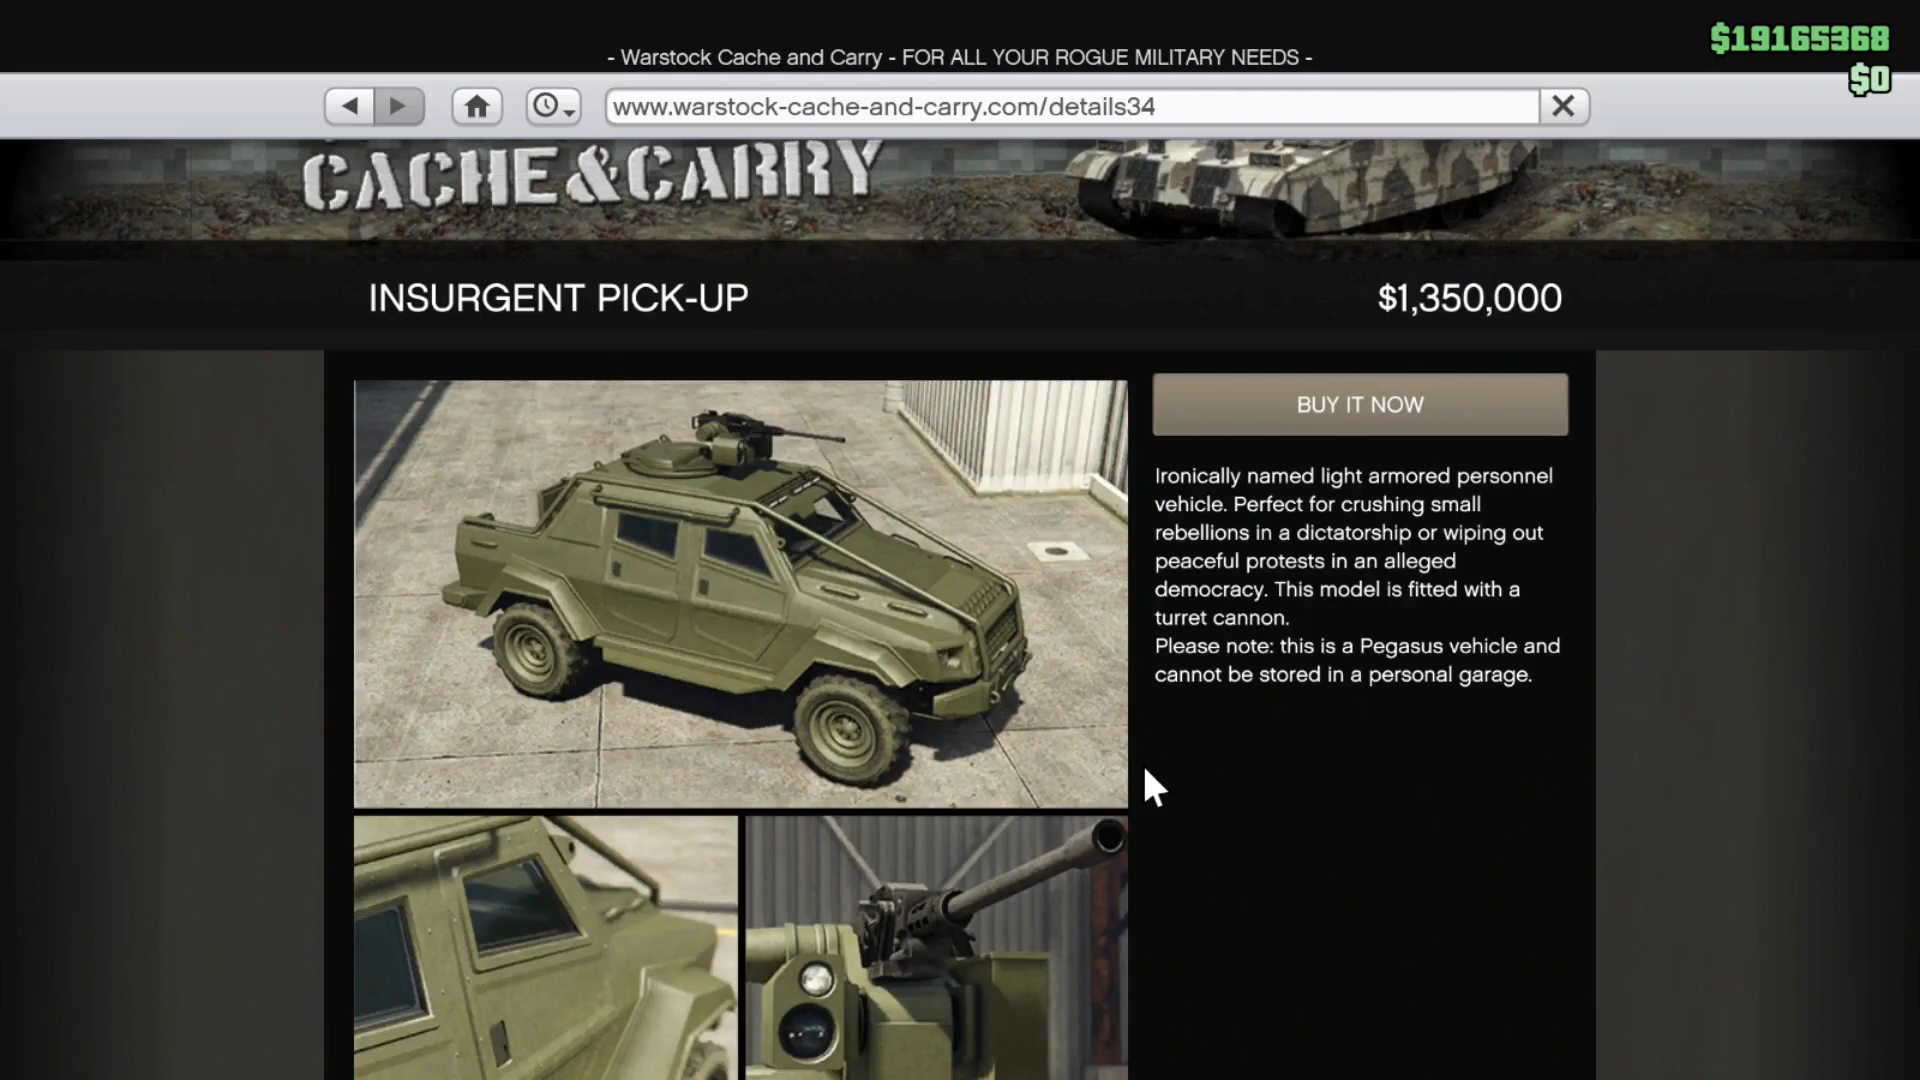 $19165368
- Warstock Cache and Carry - FOR ALL YOUR ROGUE MILITARY NEEDS -
$0
www.warstock-cache-and-carry.com/details34
CACHE&CARRY
INSURGENT PICK-UP
$1,350,000
BUY IT NOW
Ironically named light armored personnel
vehicle. Perfect for crushing small
rebellions in a dictatorship or wiping out
peaceful protests in an alleged
democracy. This model is fitted with a
turret cannon.
Please note: this is a Pegasus vehicle and
cannot be stored in a personal garage.